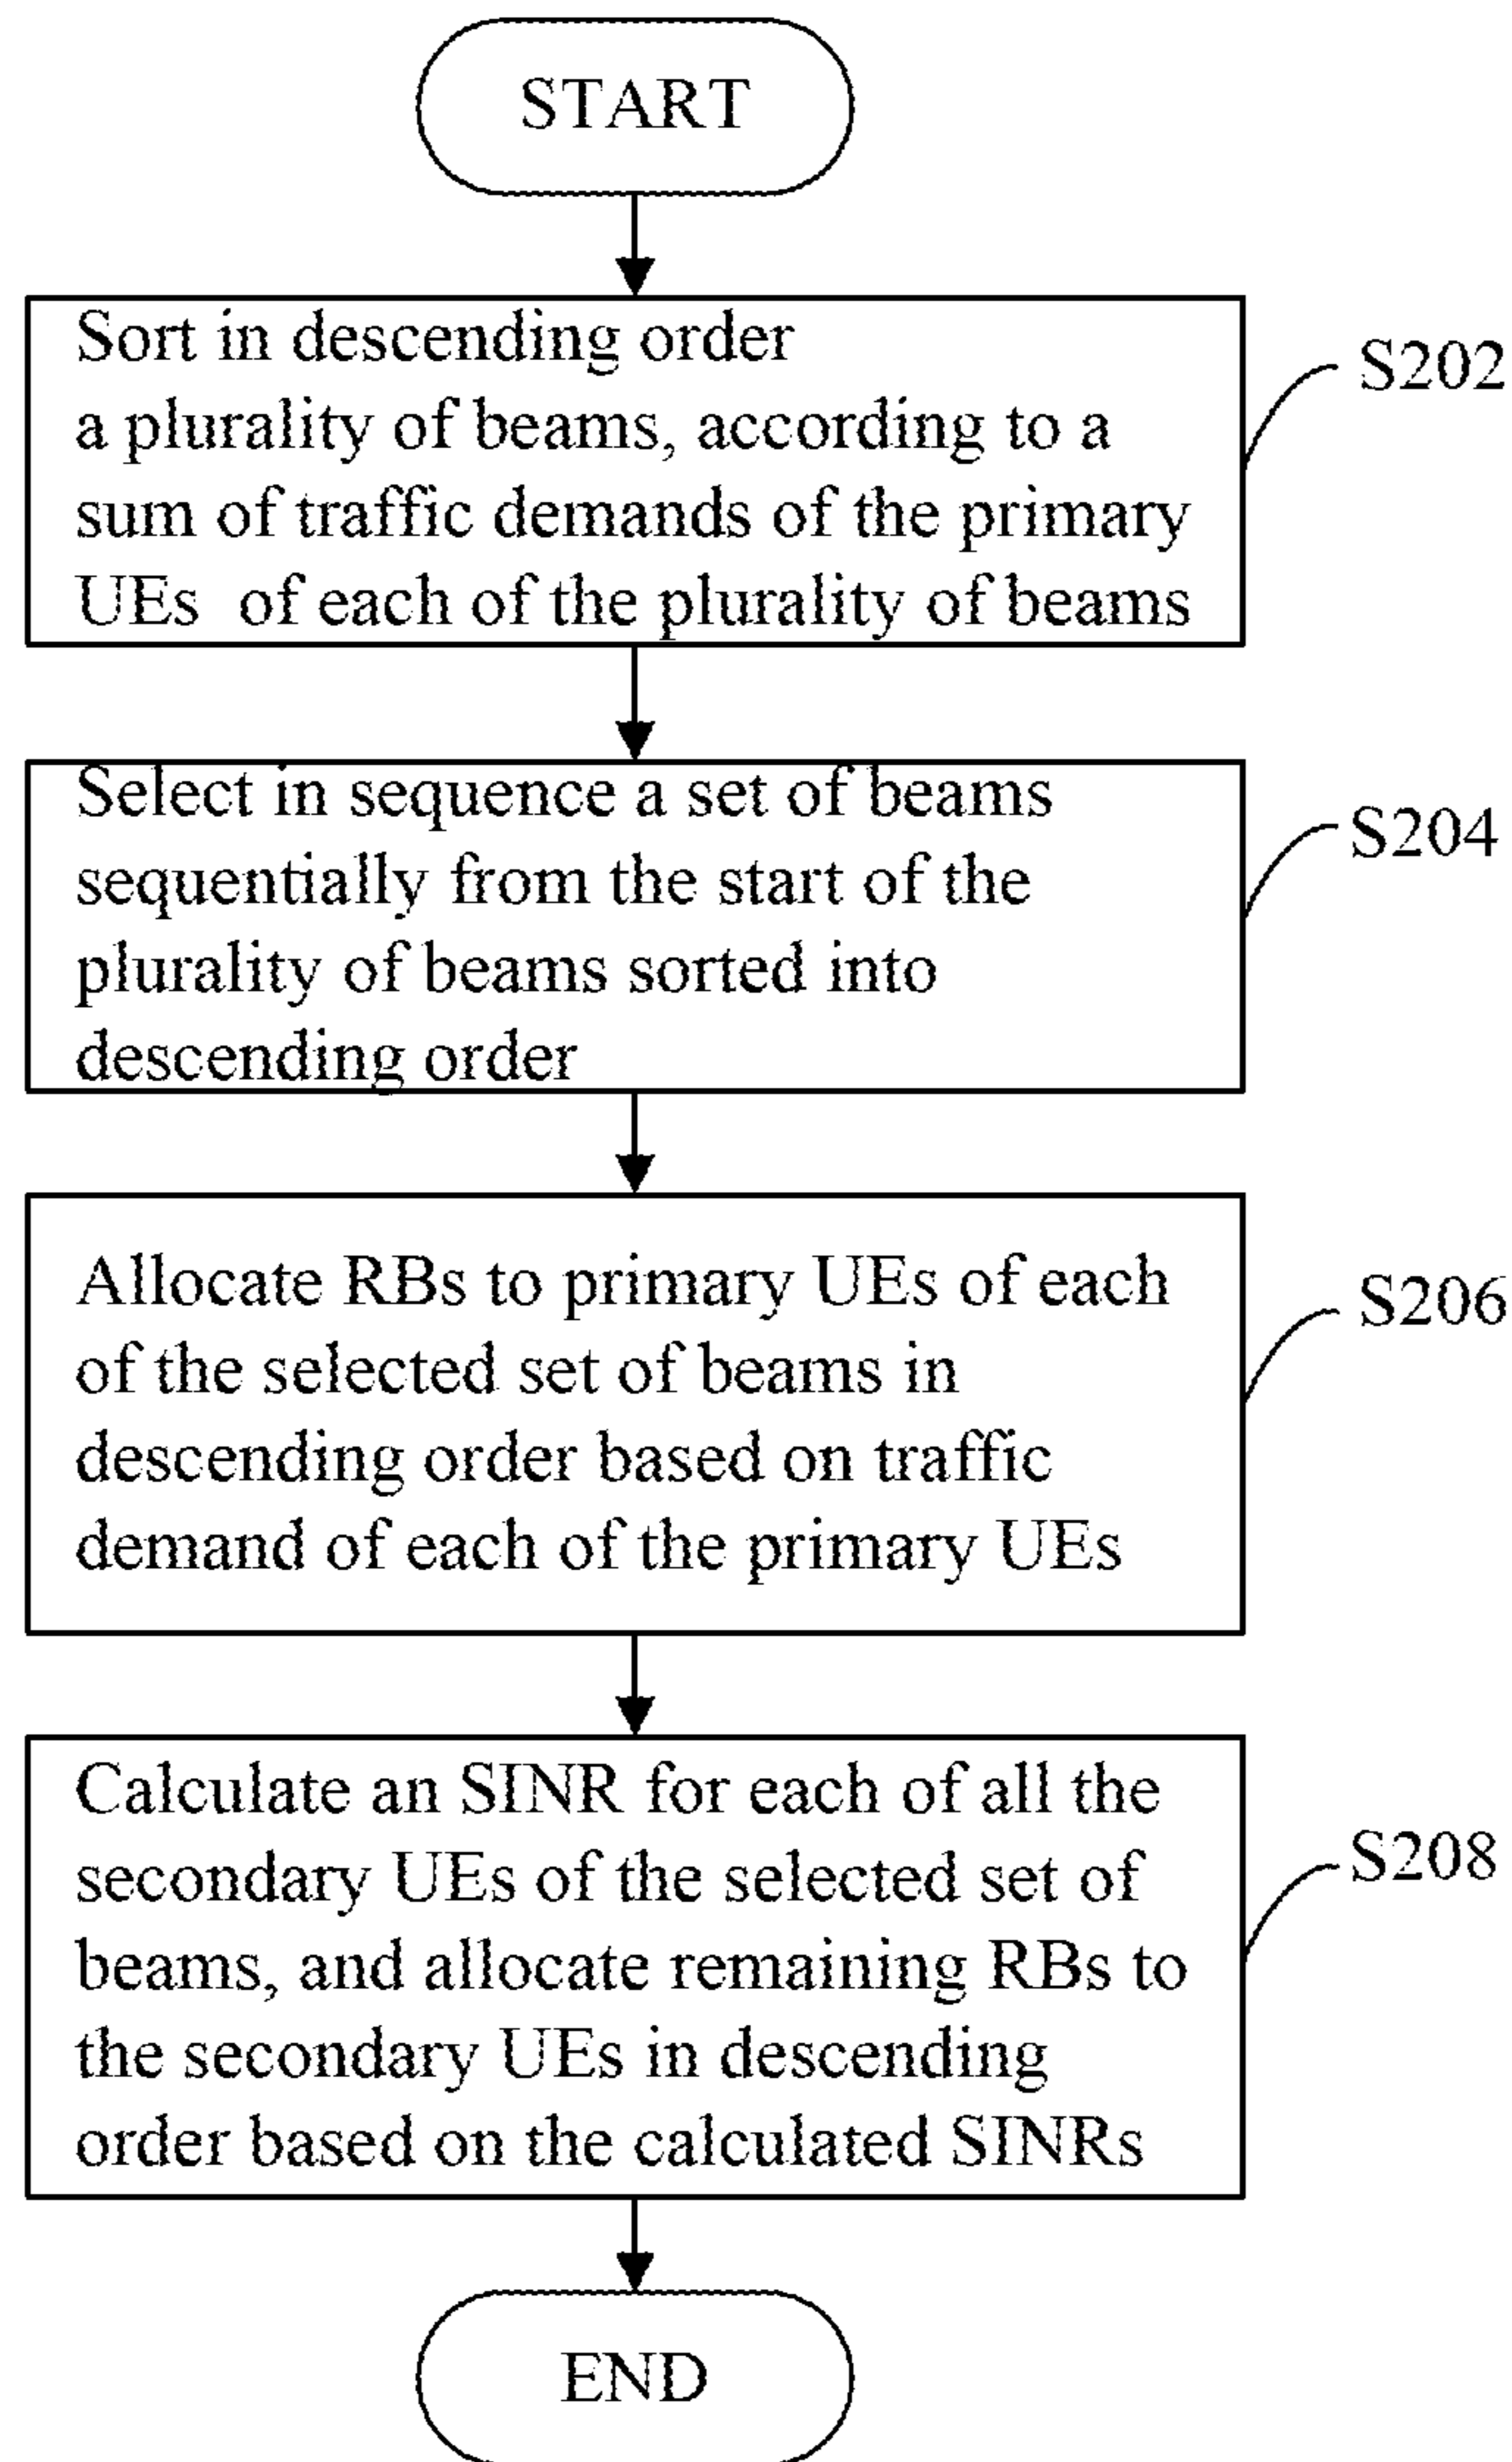 START
Sort in descending order
a plurality of beams, according to a
sum of traffic demands of the primary
UEs of each of the plurality of beams
S202
Select in sequence a set of beams
sequentially from the start of the
plurality of beams sorted into
descending order
S204
Allocate RBs to primary UEs of each
of the selected set of beams in
descending order based on traffic
demand of each of the primary UEs
S206
Calculate an SINR for each of all the
secondary UEs of the selected set of
beams, and allocate remaining RBs to
the secondary UEs in descending
order based on the calculated SINRs
S208
END